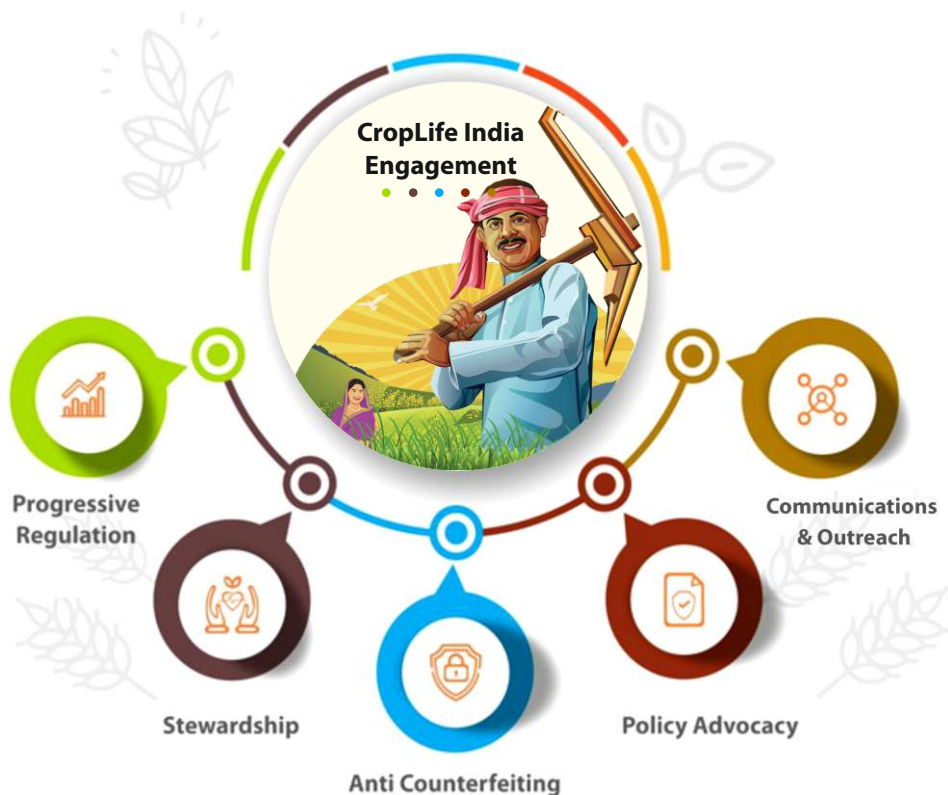 CropLife India
Engagement
Progressive
Regulation
Stewardship
Anti Counterfeiting
Policy Advocacy
Communications
& Outreach